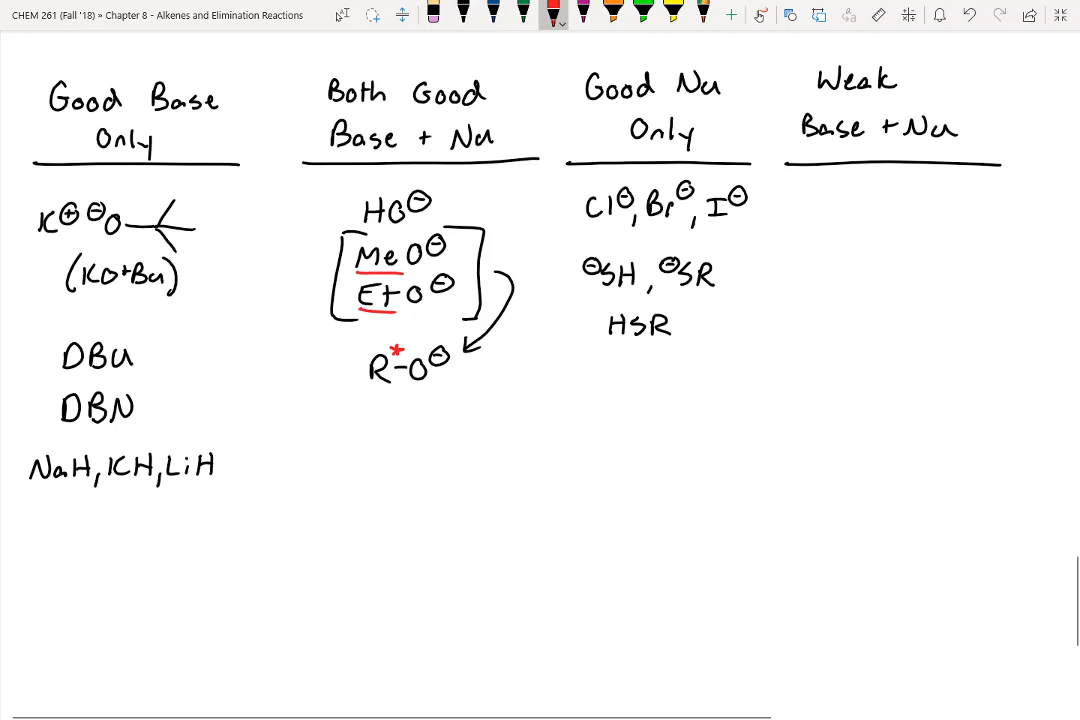 CHEM 261 (Fall '18) » Chapter 8 - Alkenes and Elimination Reactions
Good Base
Only
K⊕ ⊖O
(KOtBu)
DBU
DBN
NaH, KH, LiH
Both Good
Base + Nu
HO⊖
MeO⊖
EtO⊖
R*-O⊖
Good Nu
Only
Cl⊖, Br⊖, I⊖
⊖SH, ⊖SR
HSR
Weak
Base + Nu